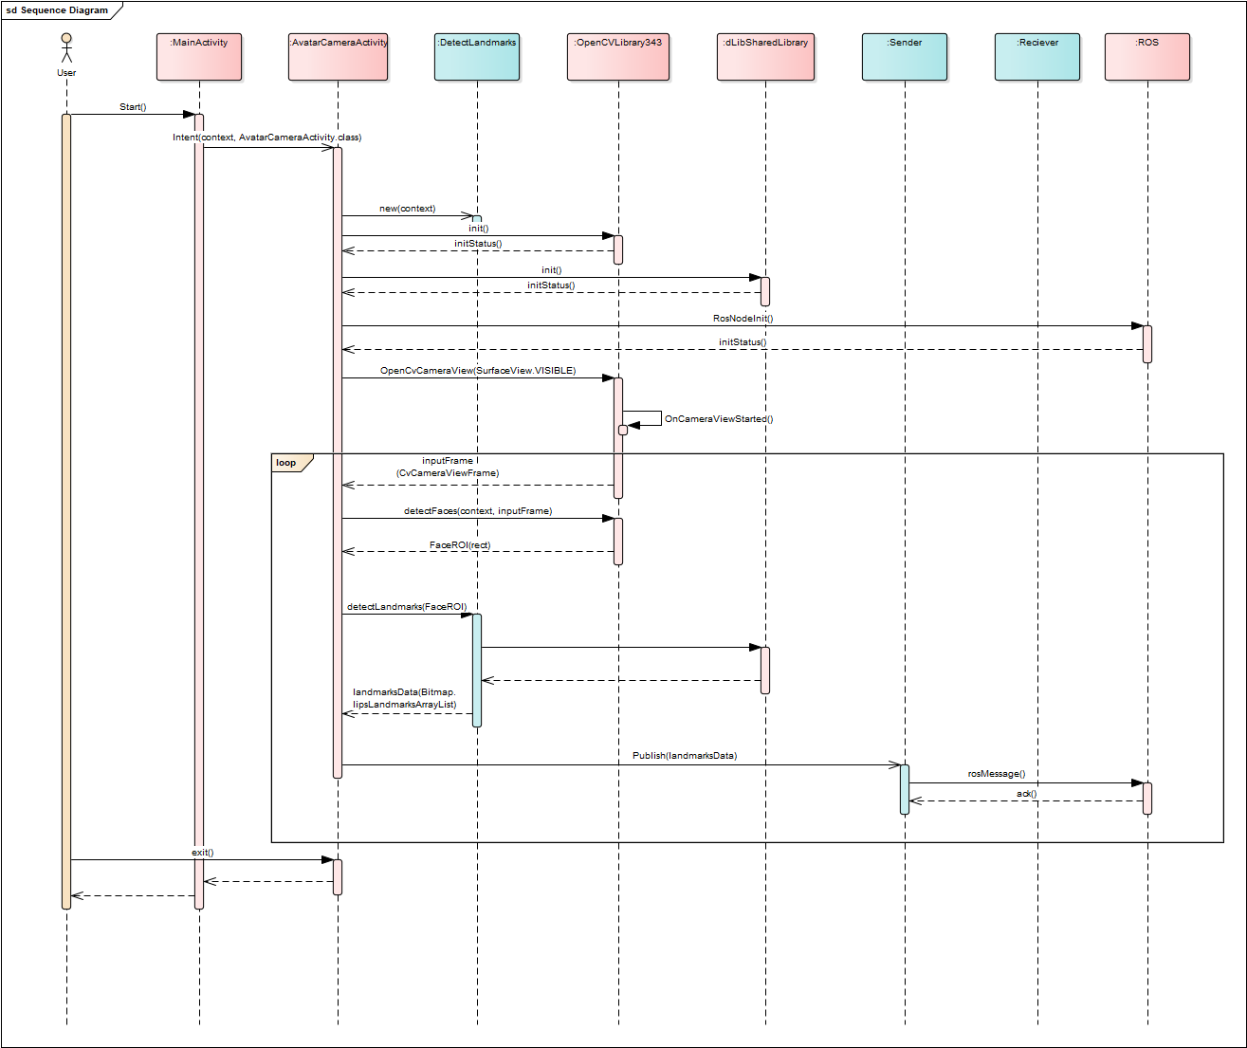 sd Sequence Diagram
User
:MainActivity
:AvatarCameraActivity
:DetectLandmarks
:OpenCVLibrary343
:dLibSharedLibrary
:Sender
:Reciever
:ROS
Start()
Intent(context, AvatarCameraActivity.class)
new(context)
init()
initStatus()
init()
initStatus()
RosNodeInit()
initStatus()
OpenCvCameraView(SurfaceView.VISIBLE)
OnCameraViewStarted()
loop
inputFrame
(CvCameraViewFrame)
detectFaces(context, inputFrame)
FaceROI(rect)
detectLandmarks(FaceROI)
landmarksData(Bitmap.
lipsLandmarksArrayList)
Publish(landmarksData)
rosMessage()
ack()
exit()